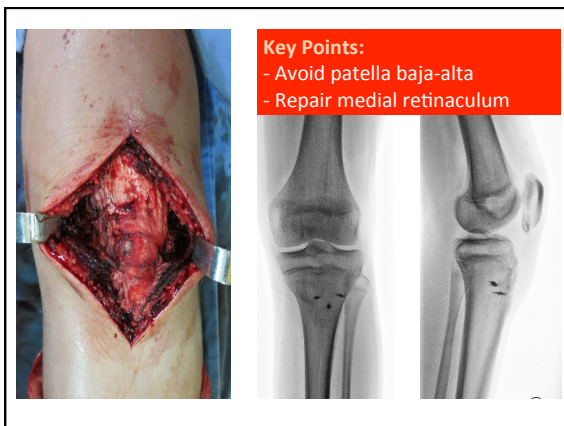 Key Points:
- Avoid patella baja-alta
- Repair medial retinaculum